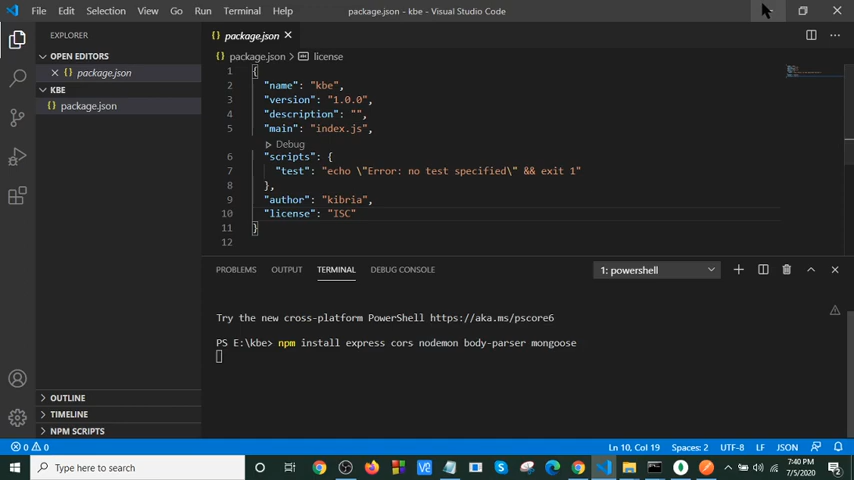 File Edit Selection View Go Run Terminal Help package.json - kbe - Visual Studio Code
EXPLORER
OPEN EDITORS
{} package.json
KBE
{} package.json
OUTLINE
TIMELINE
NPM SCRIPTS
{} package.json
{} package.json > license
1 {
2 "name": "kbe",
3 "version": "1.0.0",
4 "description": "",
5 "main": "index.js",
Debug
6 "scripts": {
7 "test": "echo \"Error: no test specified\" && exit 1"
8 },
9 "author": "kibria",
10 "license": "ISC"
11 }
12
PROBLEMS OUTPUT TERMINAL DEBUG CONSOLE 1: powershell
Try the new cross-platform PowerShell https://aka.ms/pscore6
PS E:\kbe> npm install express cors nodemon body-parser mongoose
0 0 Ln 10, Col 19 Spaces: 2 UTF-8 LF JSON
Type here to search
7:40 PM
7/5/2020
2